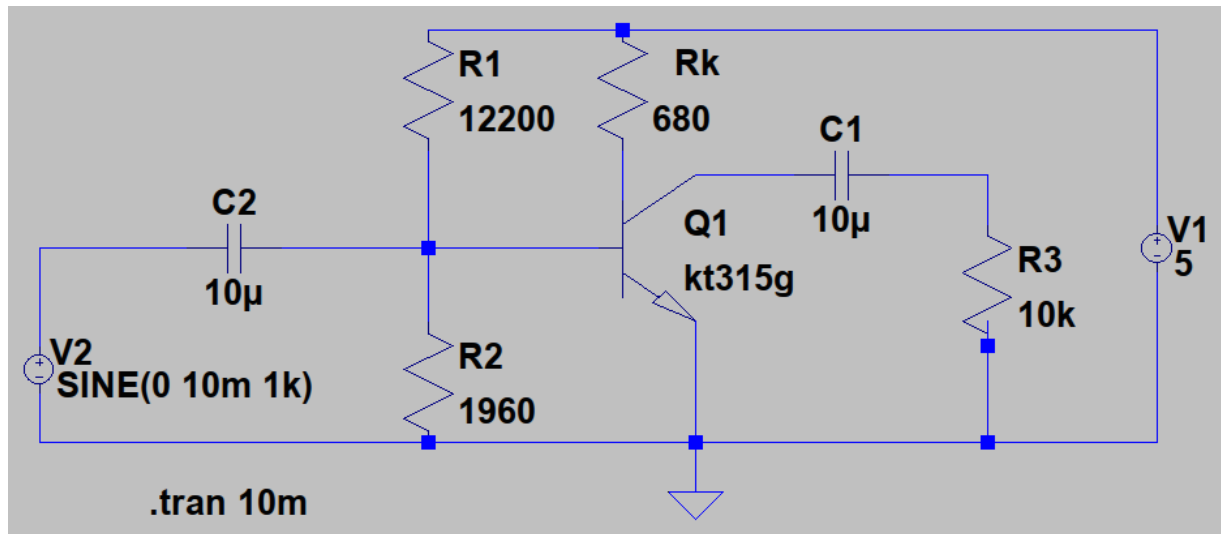 R1
12200
Rk
680
C1
10µ
C2
10µ
Q1
kt315g
V1
5
R3
10k
V2
SINE(0 10m 1k)
R2
1960
.tran 10m